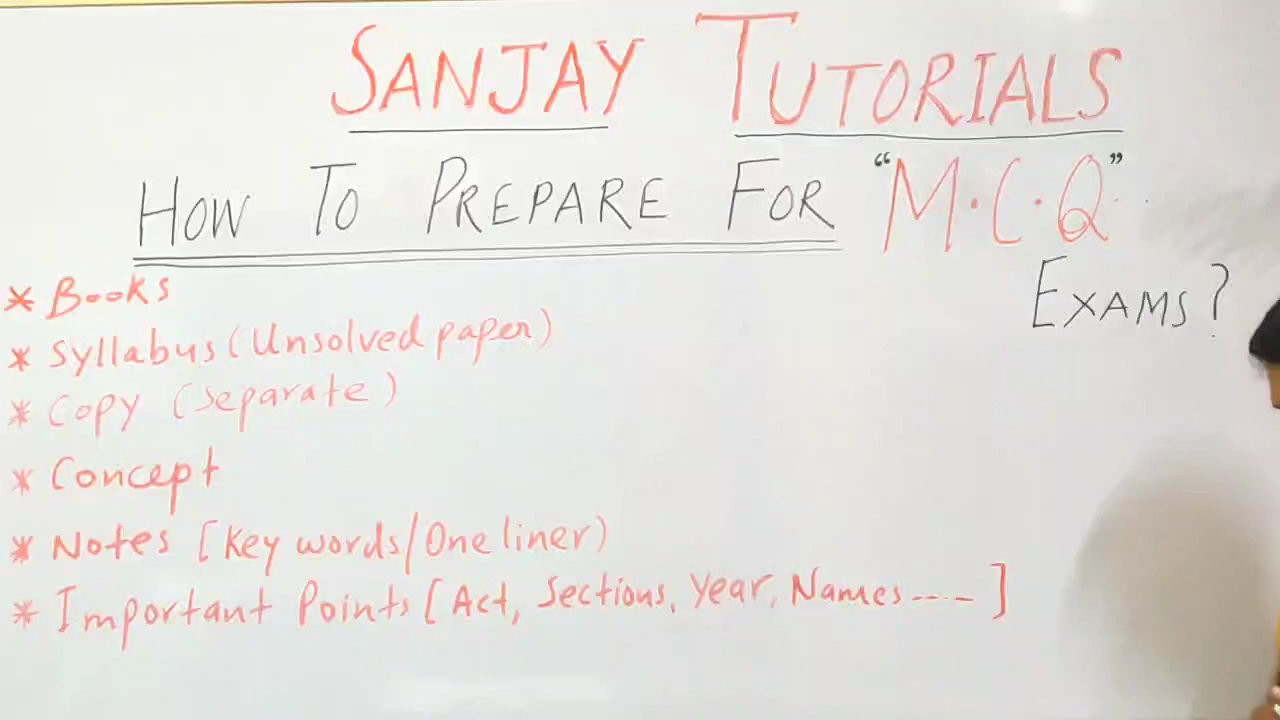 SANJAY TUTORIALS
HOW TO PREPARE FOR "M.C.Q"
EXAMS?
* Books
* Syllabus (Unsolved paper)
* Copy (Separate)
* Concept
* Notes [Key words/One liner)
* Important Points [Act, Sections, Year, Names ----- ]